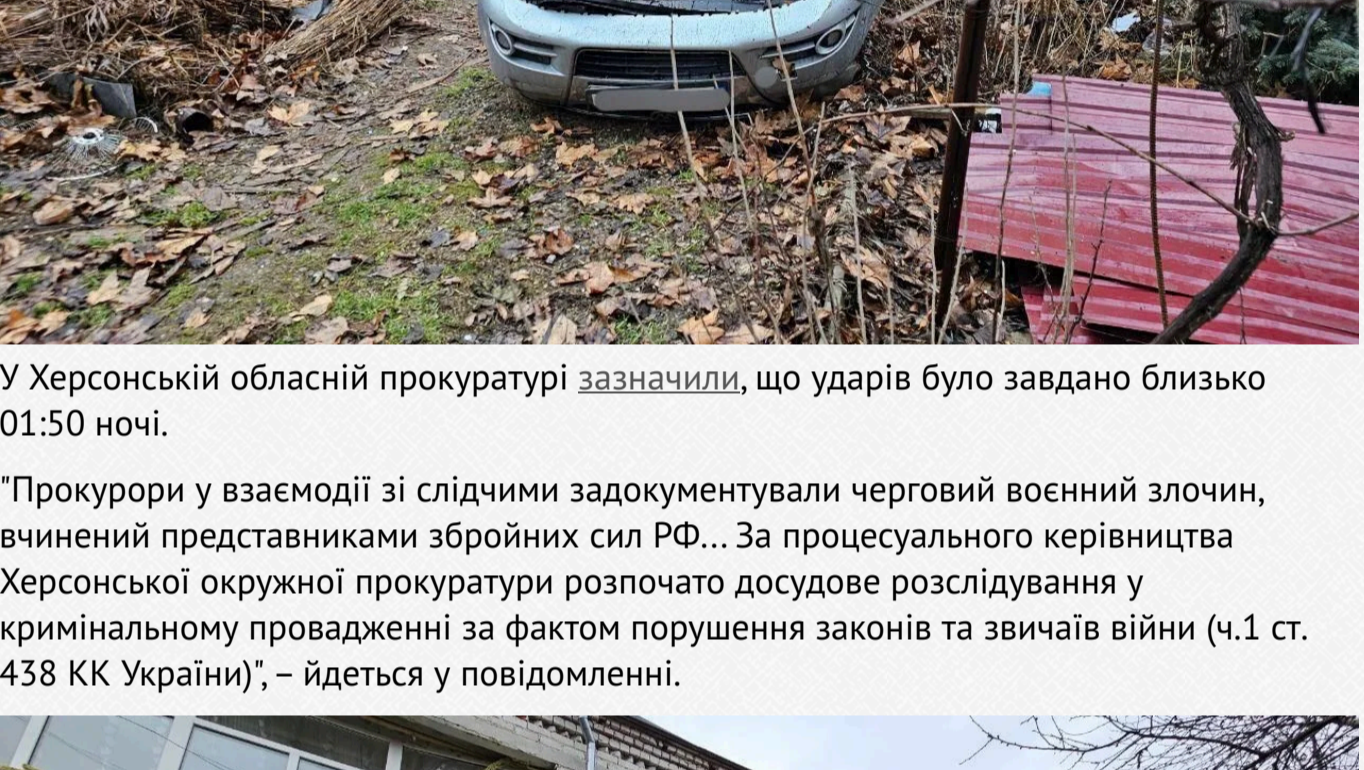 У Херсонській обласній прокуратурі зазначили, що ударів було завдано близько
01:50 ночі.
"Прокурори у взаємодії зі слідчими задокументували черговий воєнний злочин,
вчинений представниками збройних сил РФ... За процесуального керівництва
Херсонської окружної прокуратури розпочато досудове розслідування у
кримінальному провадженні за фактом порушення законів та звичаїв війни (ч.1 ст.
438 КК України)", – йдеться у повідомленні.